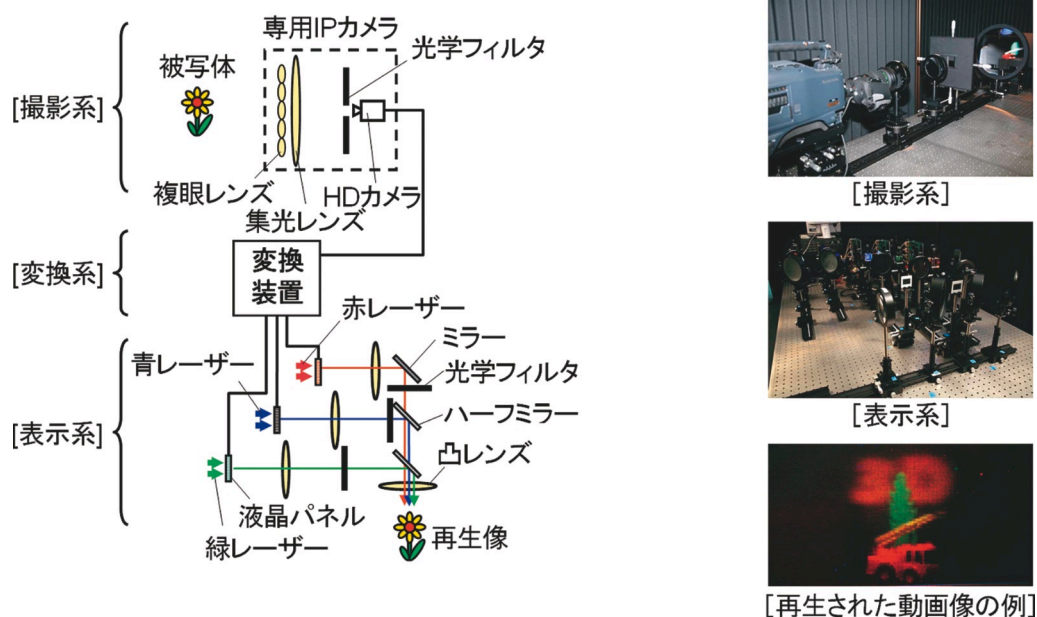 専用IPカメラ
光学フィルタ
被写体
[撮影系]
複眼レンズ
HDカメラ
集光レンズ
[変換系]
変換
装置
赤レーザー
ミラー
青レーザー
光学フィルタ
ハーフミラー
[表示系]
凸レンズ
液晶パネル
緑レーザー
再生像
[撮影系]
[表示系]
[再生された動画像の例]